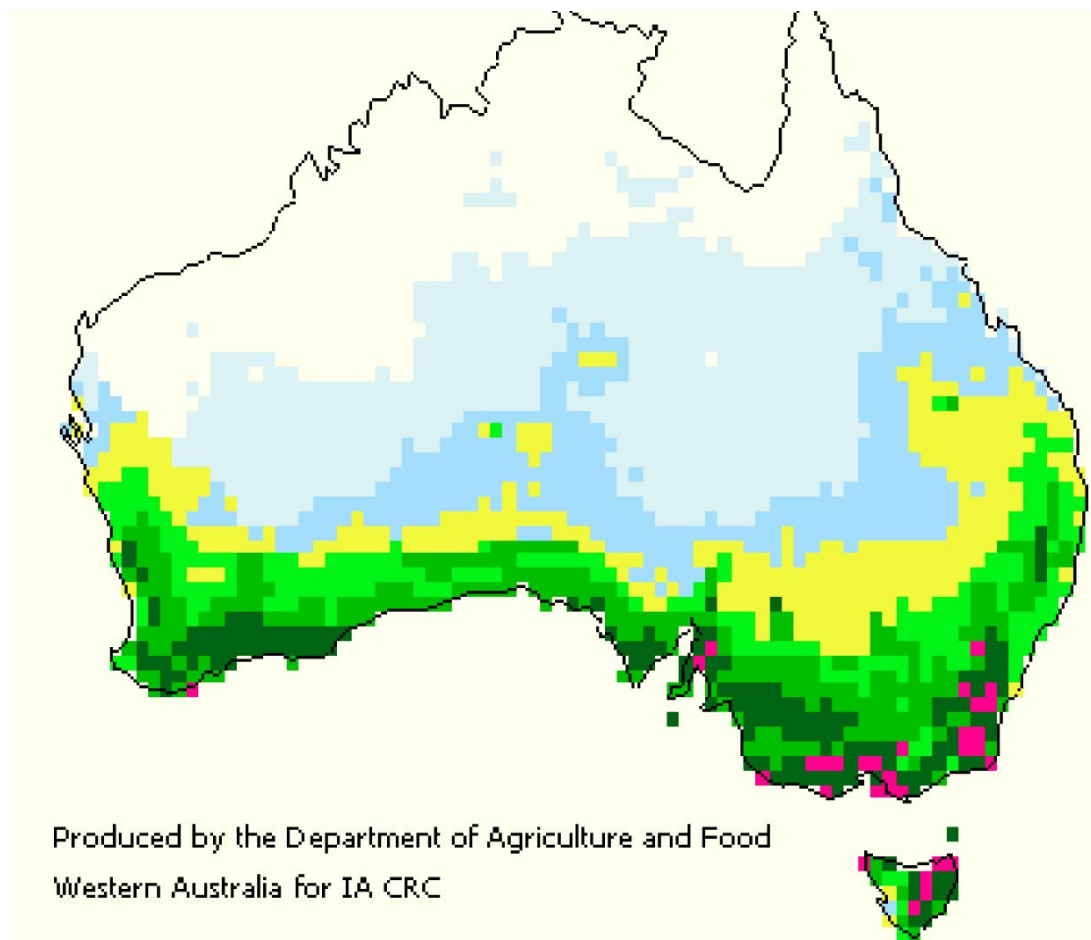 Produced by the Department of Agriculture and Food
Western Australia for IA CRC